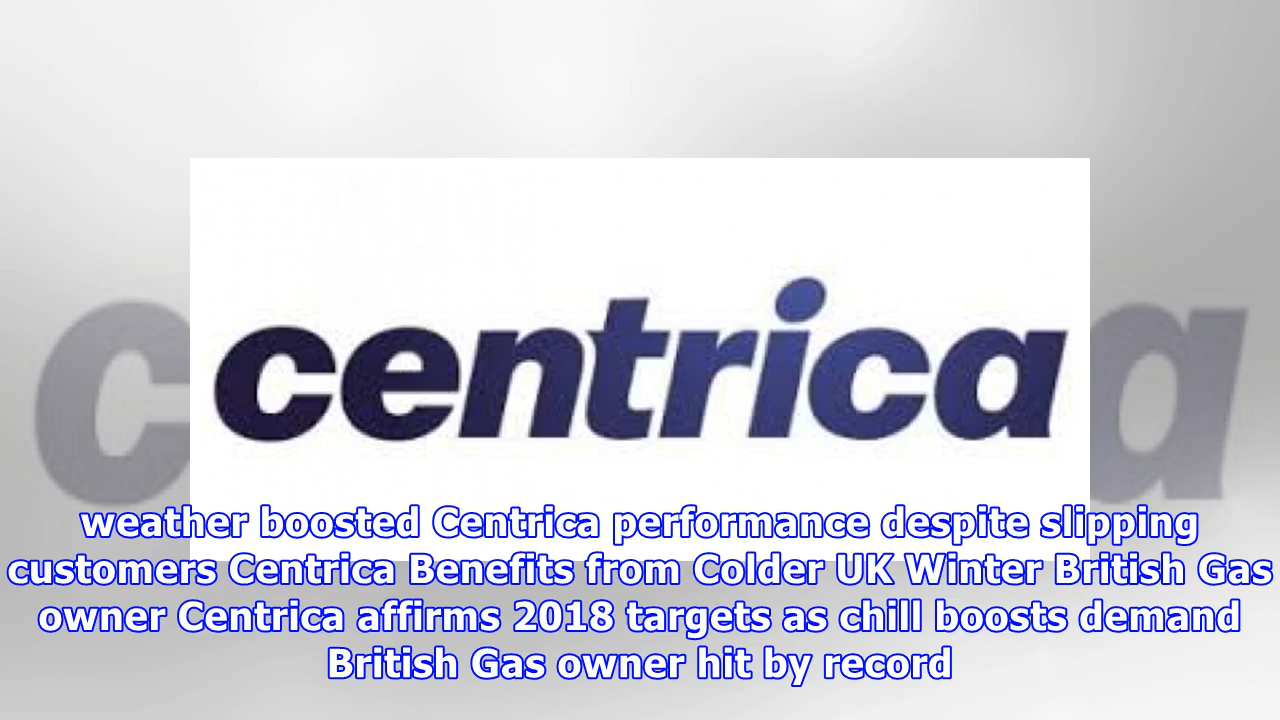 centrica
weather boosted Centrica performance despite slipping
customers Centrica Benefits from Colder UK Winter British Gas
owner Centrica affirms 2018 targets as chill boosts demand
British Gas owner hit by record